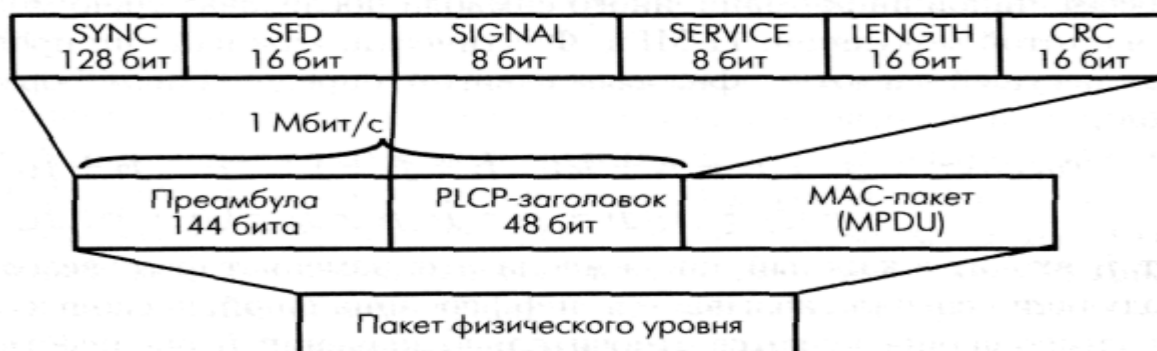 SYNC SFD SIGNAL SERVICE LENGTH CRC
128 бит 16 бит 8 бит 8 бит 16 бит 16 бит
1 Мбит/с
Преамбула PLCP-заголовок MAC-пакет
144 бита 48 бит (MPDU)
Пакет физического уровня